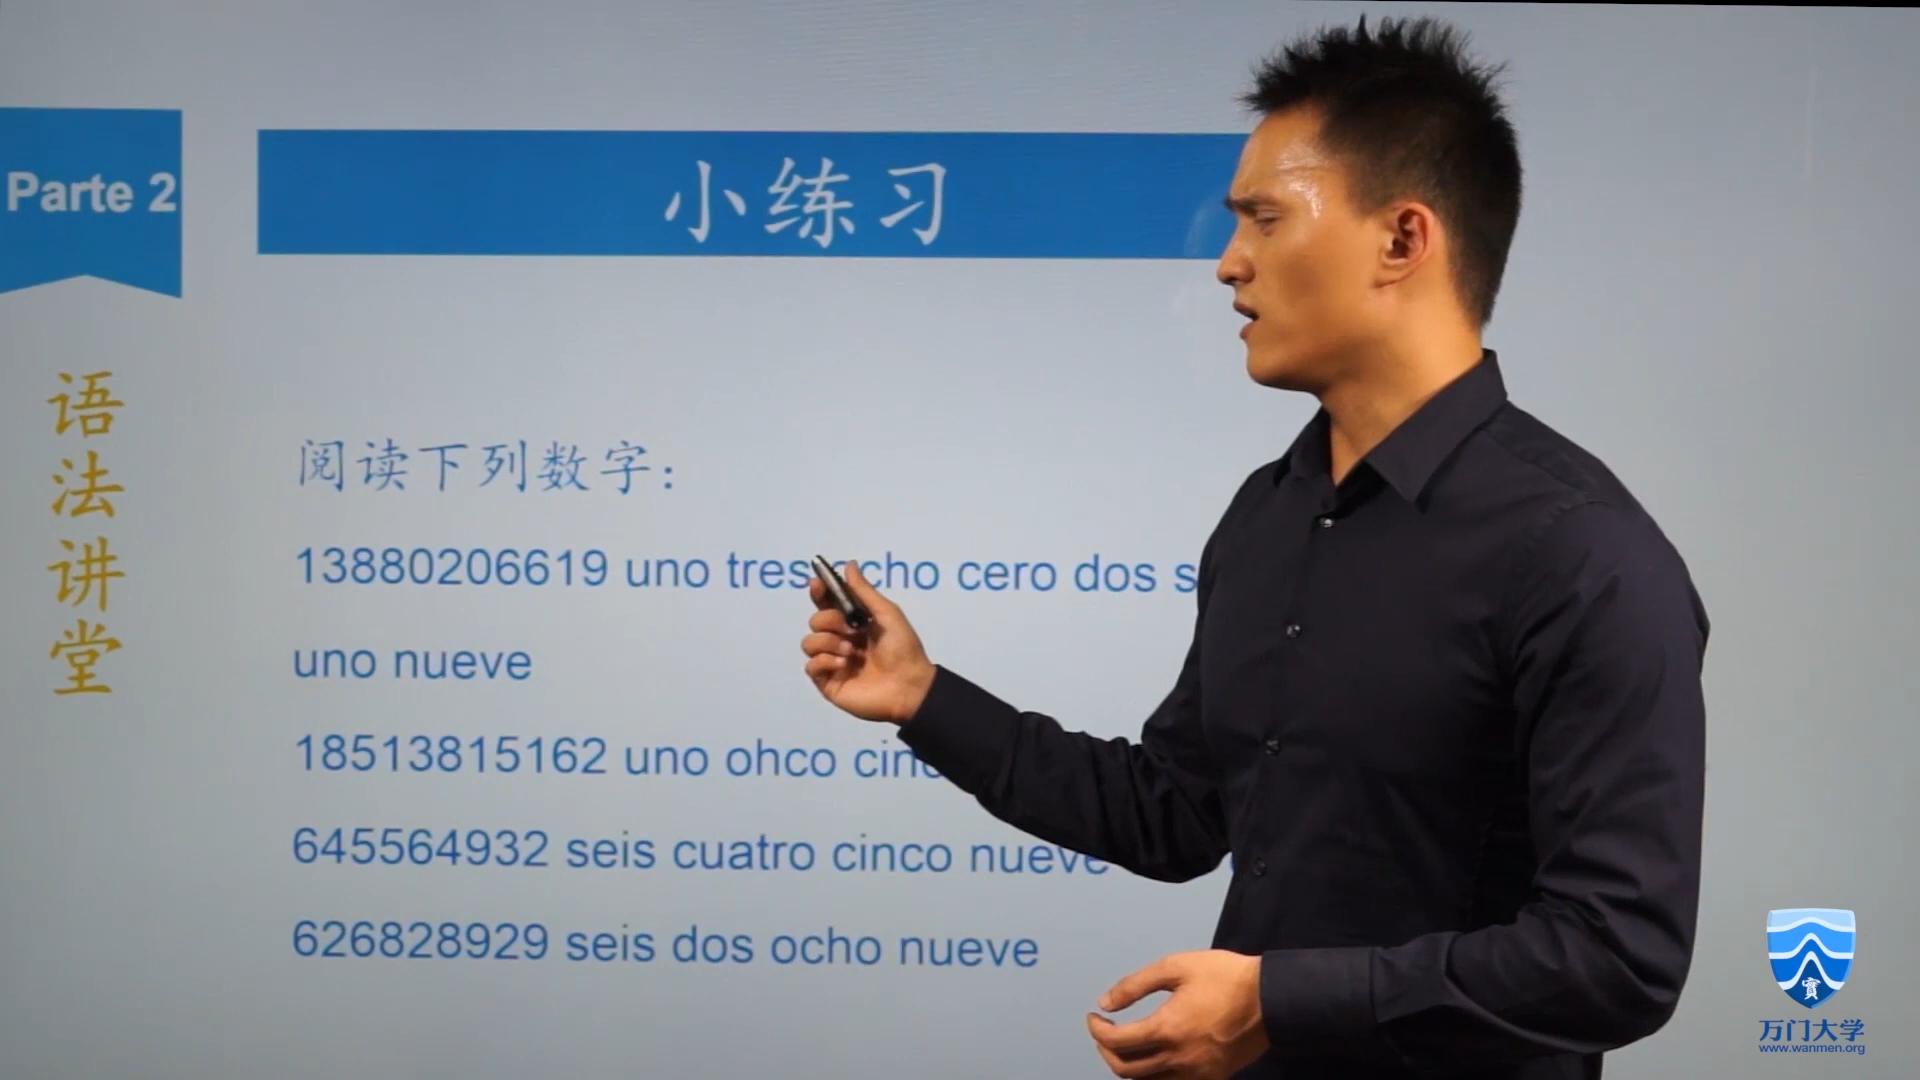 Parte 2
小练习
语法讲堂
阅读下列数字:
13880206619 uno tres ocho cero dos s
uno nueve
18513815162 uno ohco cinc
645564932 seis cuatro cinco nueve
626828929 seis dos ocho nueve
万门大学
www.wanmen.org